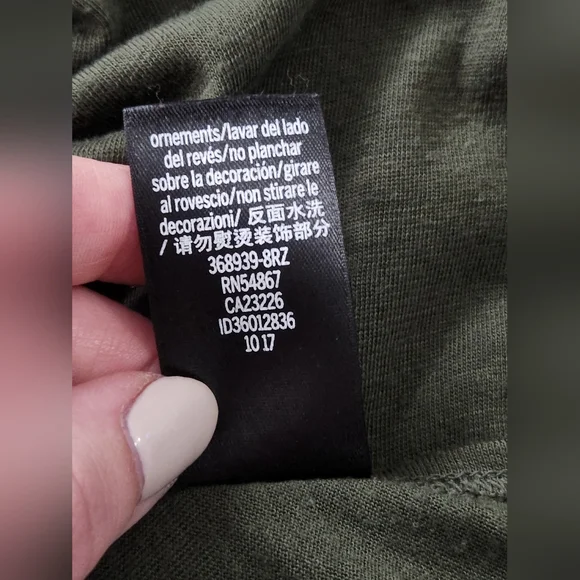 ornements/lavar del lado
del revés/no planchar
sobre la decoración/girare
al rovescio/non stirare le
decorazioni/ 反面水洗
/ 请勿熨烫装饰部分
368939-8RZ
RN54867
CA23226
ID36012836
10 17